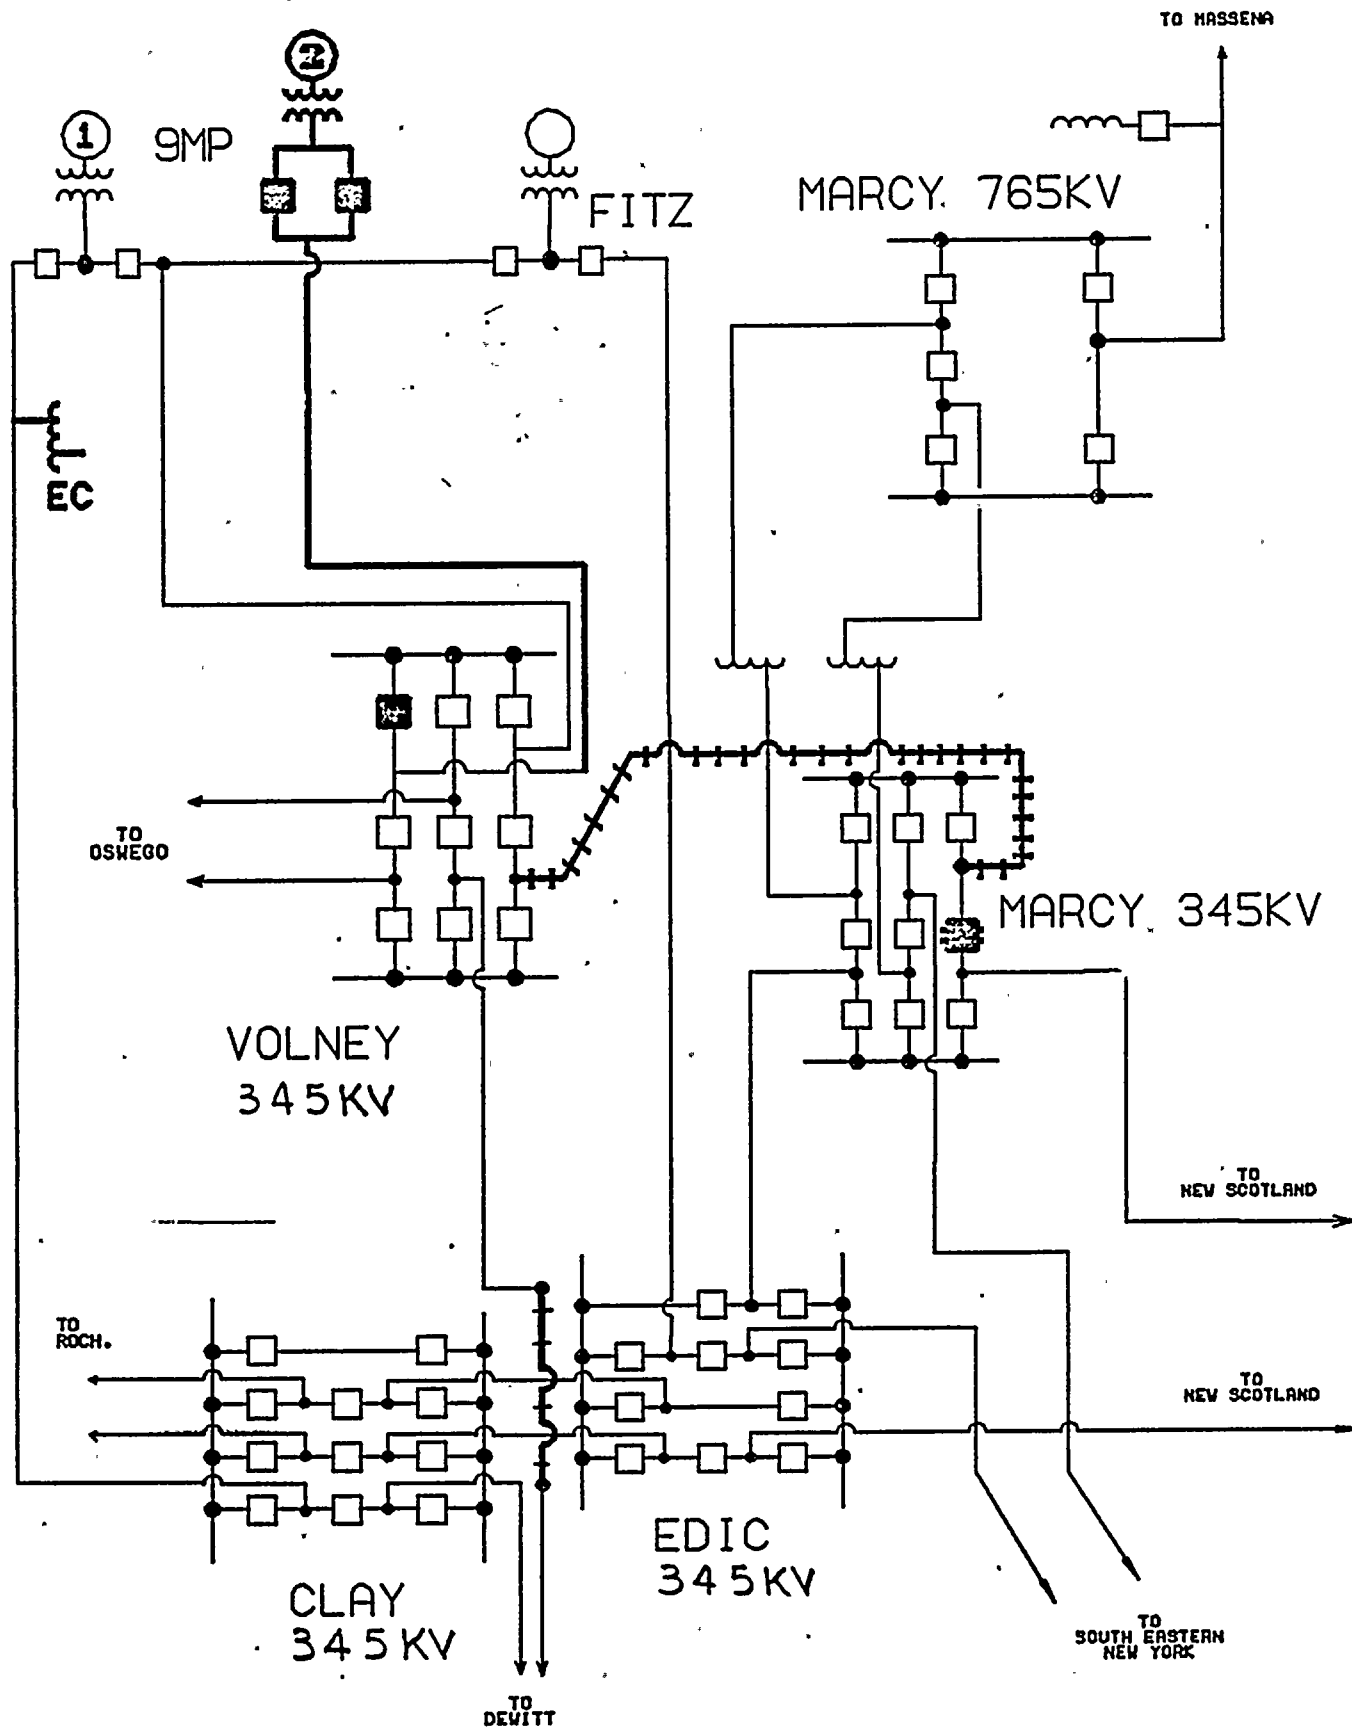 TO MASSENA
2
1
9MP
FITZ
MARCY 765KV
EC
TO
OSWEGO
MARCY 345KV
VOLNEY
345KV
TO
NEW SCOTLAND
TO
ROCH.
TO
NEW SCOTLAND
EDIC
345KV
CLAY
345KV
TO
SOUTH EASTERN
NEW YORK
TO
DEWITT